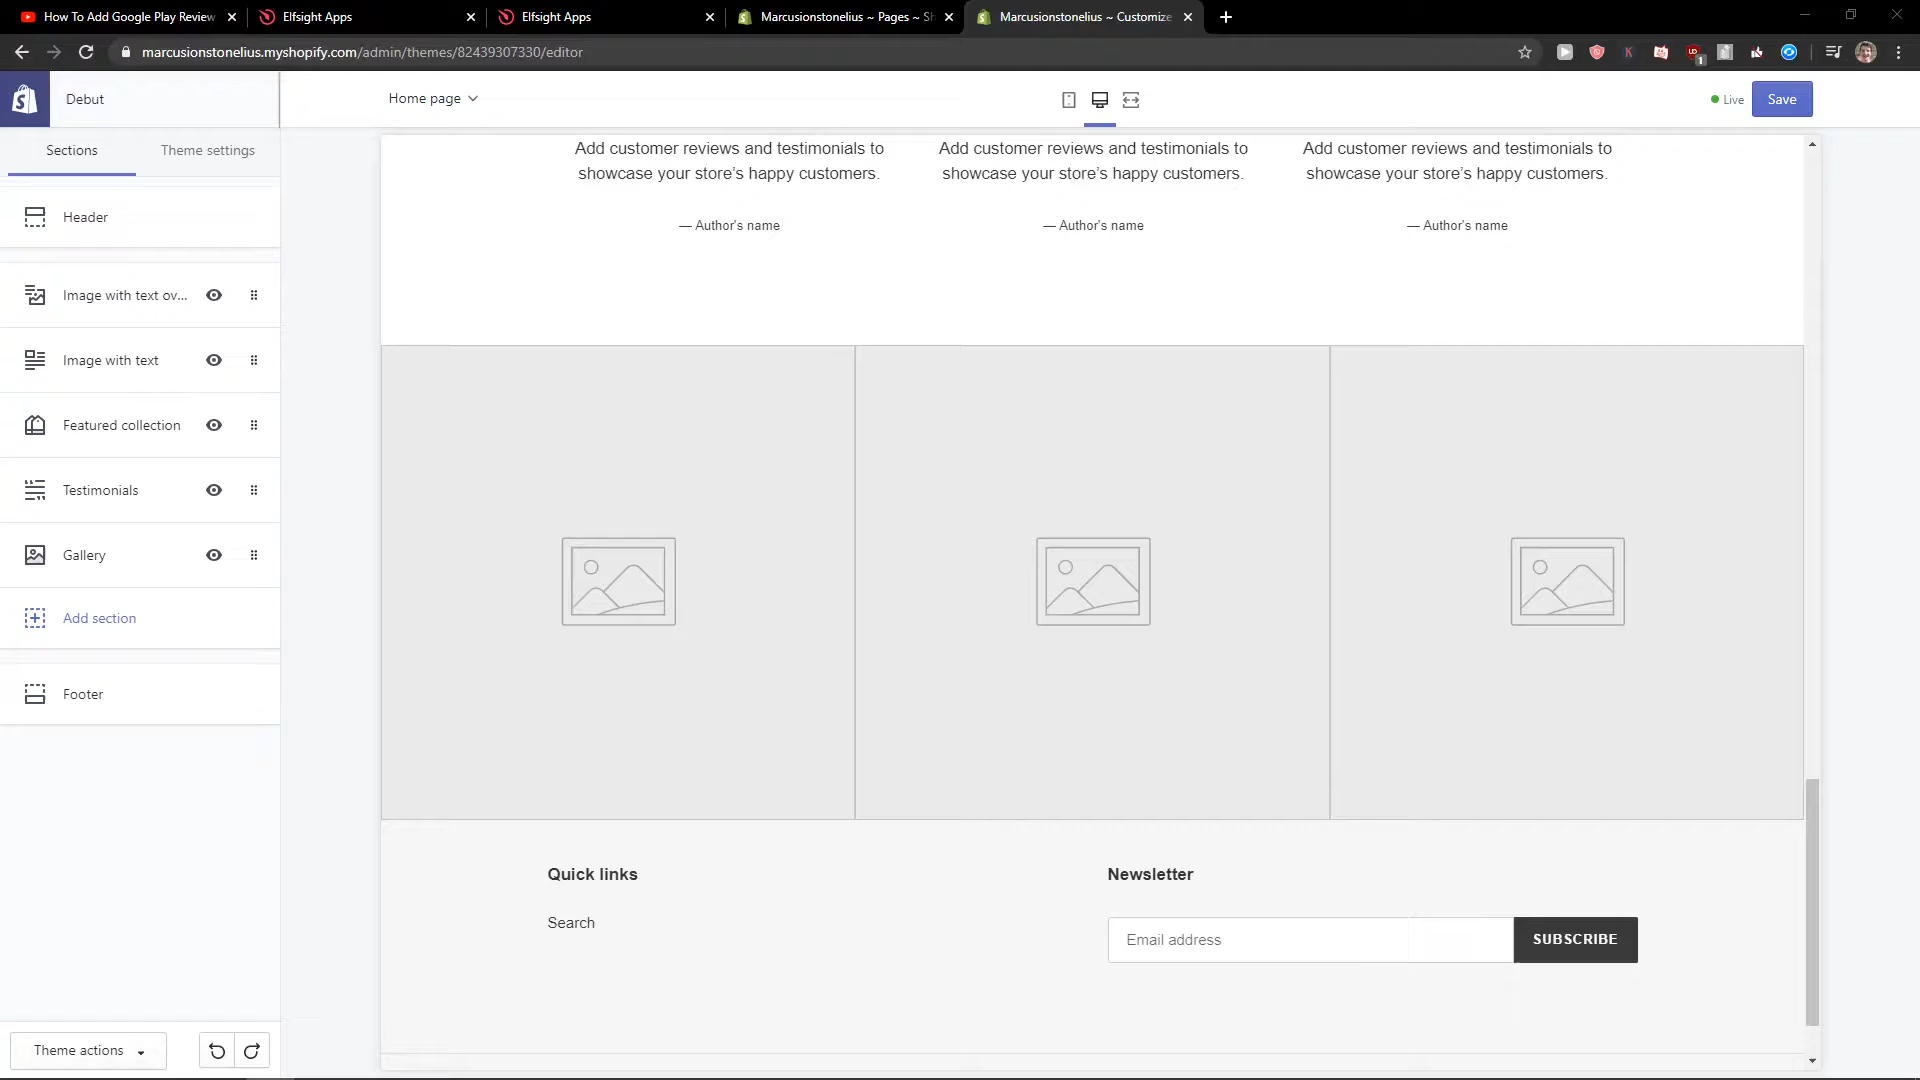 How To Add Google Play Review
Elfsight Apps
Elfsight Apps
Marcusionstonelius ~ Pages ~ Sh
Marcusionstonelius ~ Customize
marcusionstonelius.myshopify.com/admin/themes/82439307330/editor
1
Debut
Home page
Live
Save
Sections
Theme settings
Header
Image with text ov...
Image with text
Featured collection
Testimonials
Gallery
Add section
Footer
Theme actions
Add customer reviews and testimonials to
showcase your store’s happy customers.
— Author's name
Add customer reviews and testimonials to
showcase your store’s happy customers.
— Author's name
Add customer reviews and testimonials to
showcase your store’s happy customers.
— Author's name
Quick links
Search
Newsletter
Email address
SUBSCRIBE